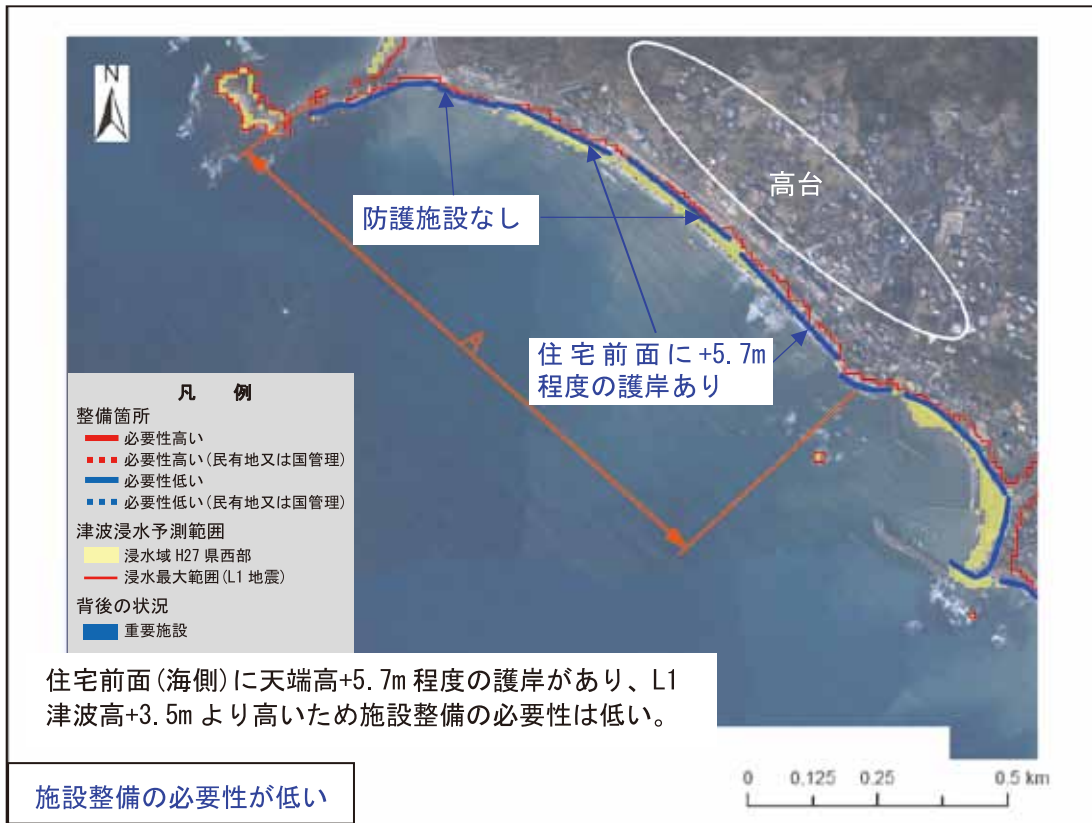 N
高台
防護施設なし
住宅前面に+5.7m
程度の護岸あり
A
凡 例
整備箇所
必要性高い
必要性高い(民有地又は国管理)
必要性低い
必要性低い(民有地又は国管理)
津波浸水予測範囲
浸水域 H27 県西部
浸水最大範囲(L1 地震)
背後の状況
重要施設
住宅前面(海側)に天端高+5.7m 程度の護岸があり、L1
津波高+3.5m より高いため施設整備の必要性は低い。
施設整備の必要性が低い
0 0.125 0.25 0.5 km